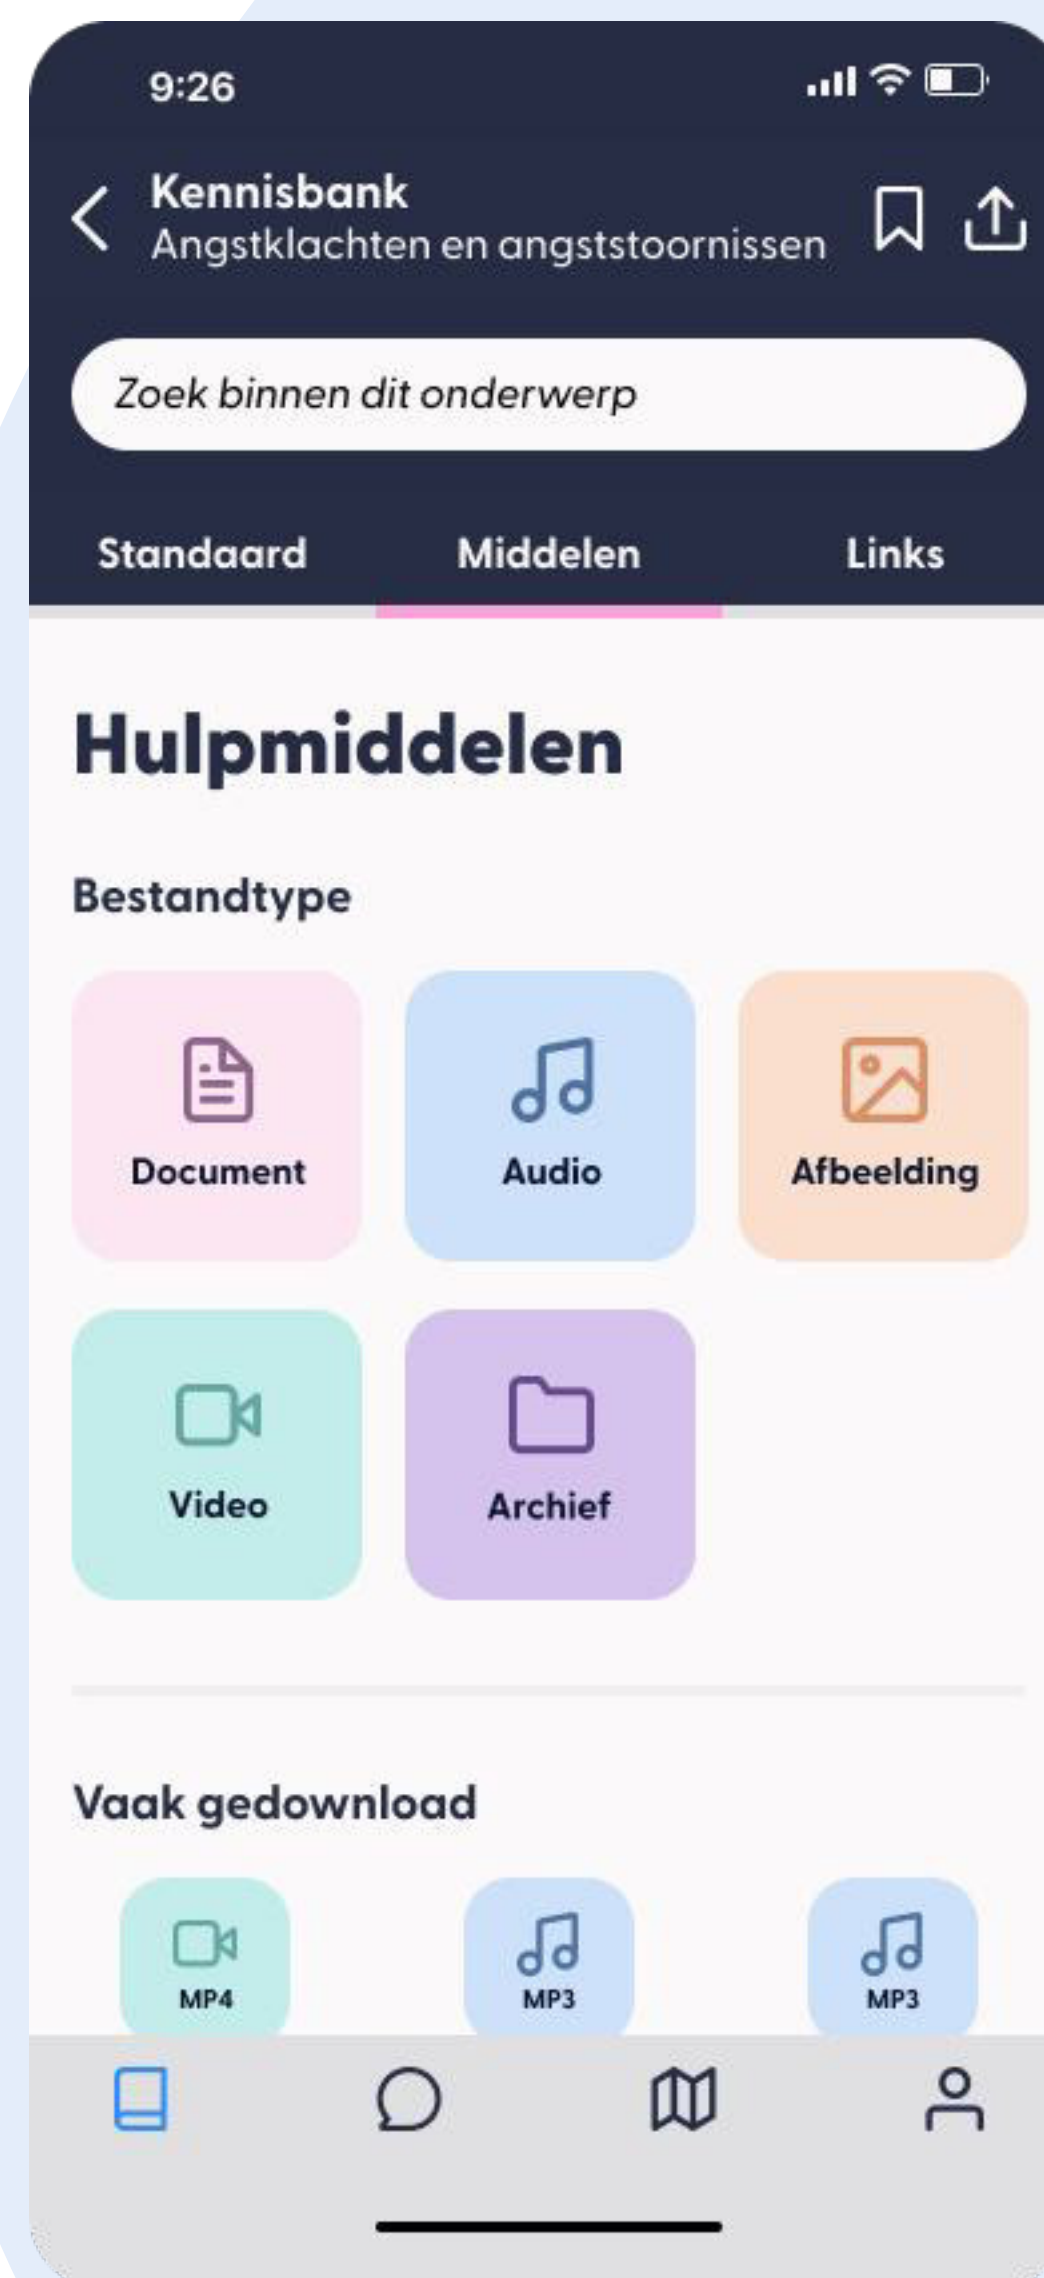 9:26
Kennisbank
Angstklachten en angststoornissen
Zoek binnen dit onderwerp
Standaard Middelen Links
Hulpmiddelen
Bestandtype
Document Audio Afbeelding
Video Archief
Vaak gedownload
MP4 MP3 MP3